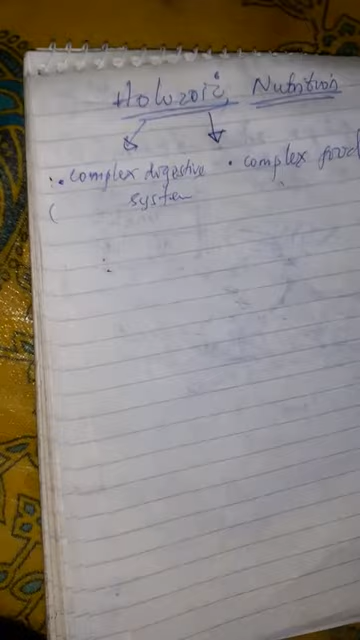 Holozoic Nutrition
:. complex digestive • complex food
( system